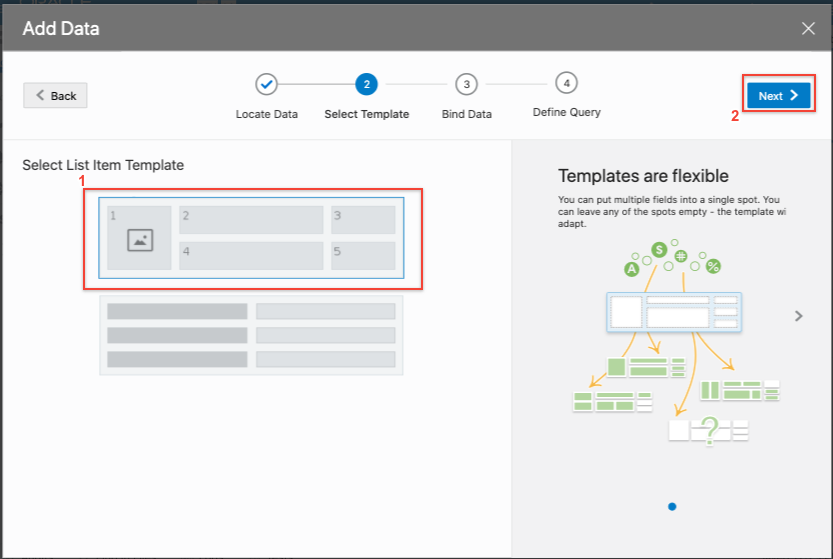 Add Data
Back
2
3
4
Locate Data
Select Template
Bind Data
Define Query
Next
2
Select List Item Template
1
1
2
3
4
5
Templates are flexible
You can put multiple fields into a single spot. You
can leave any of the spots empty - the template wi
adapt.
S
#
A
%
?